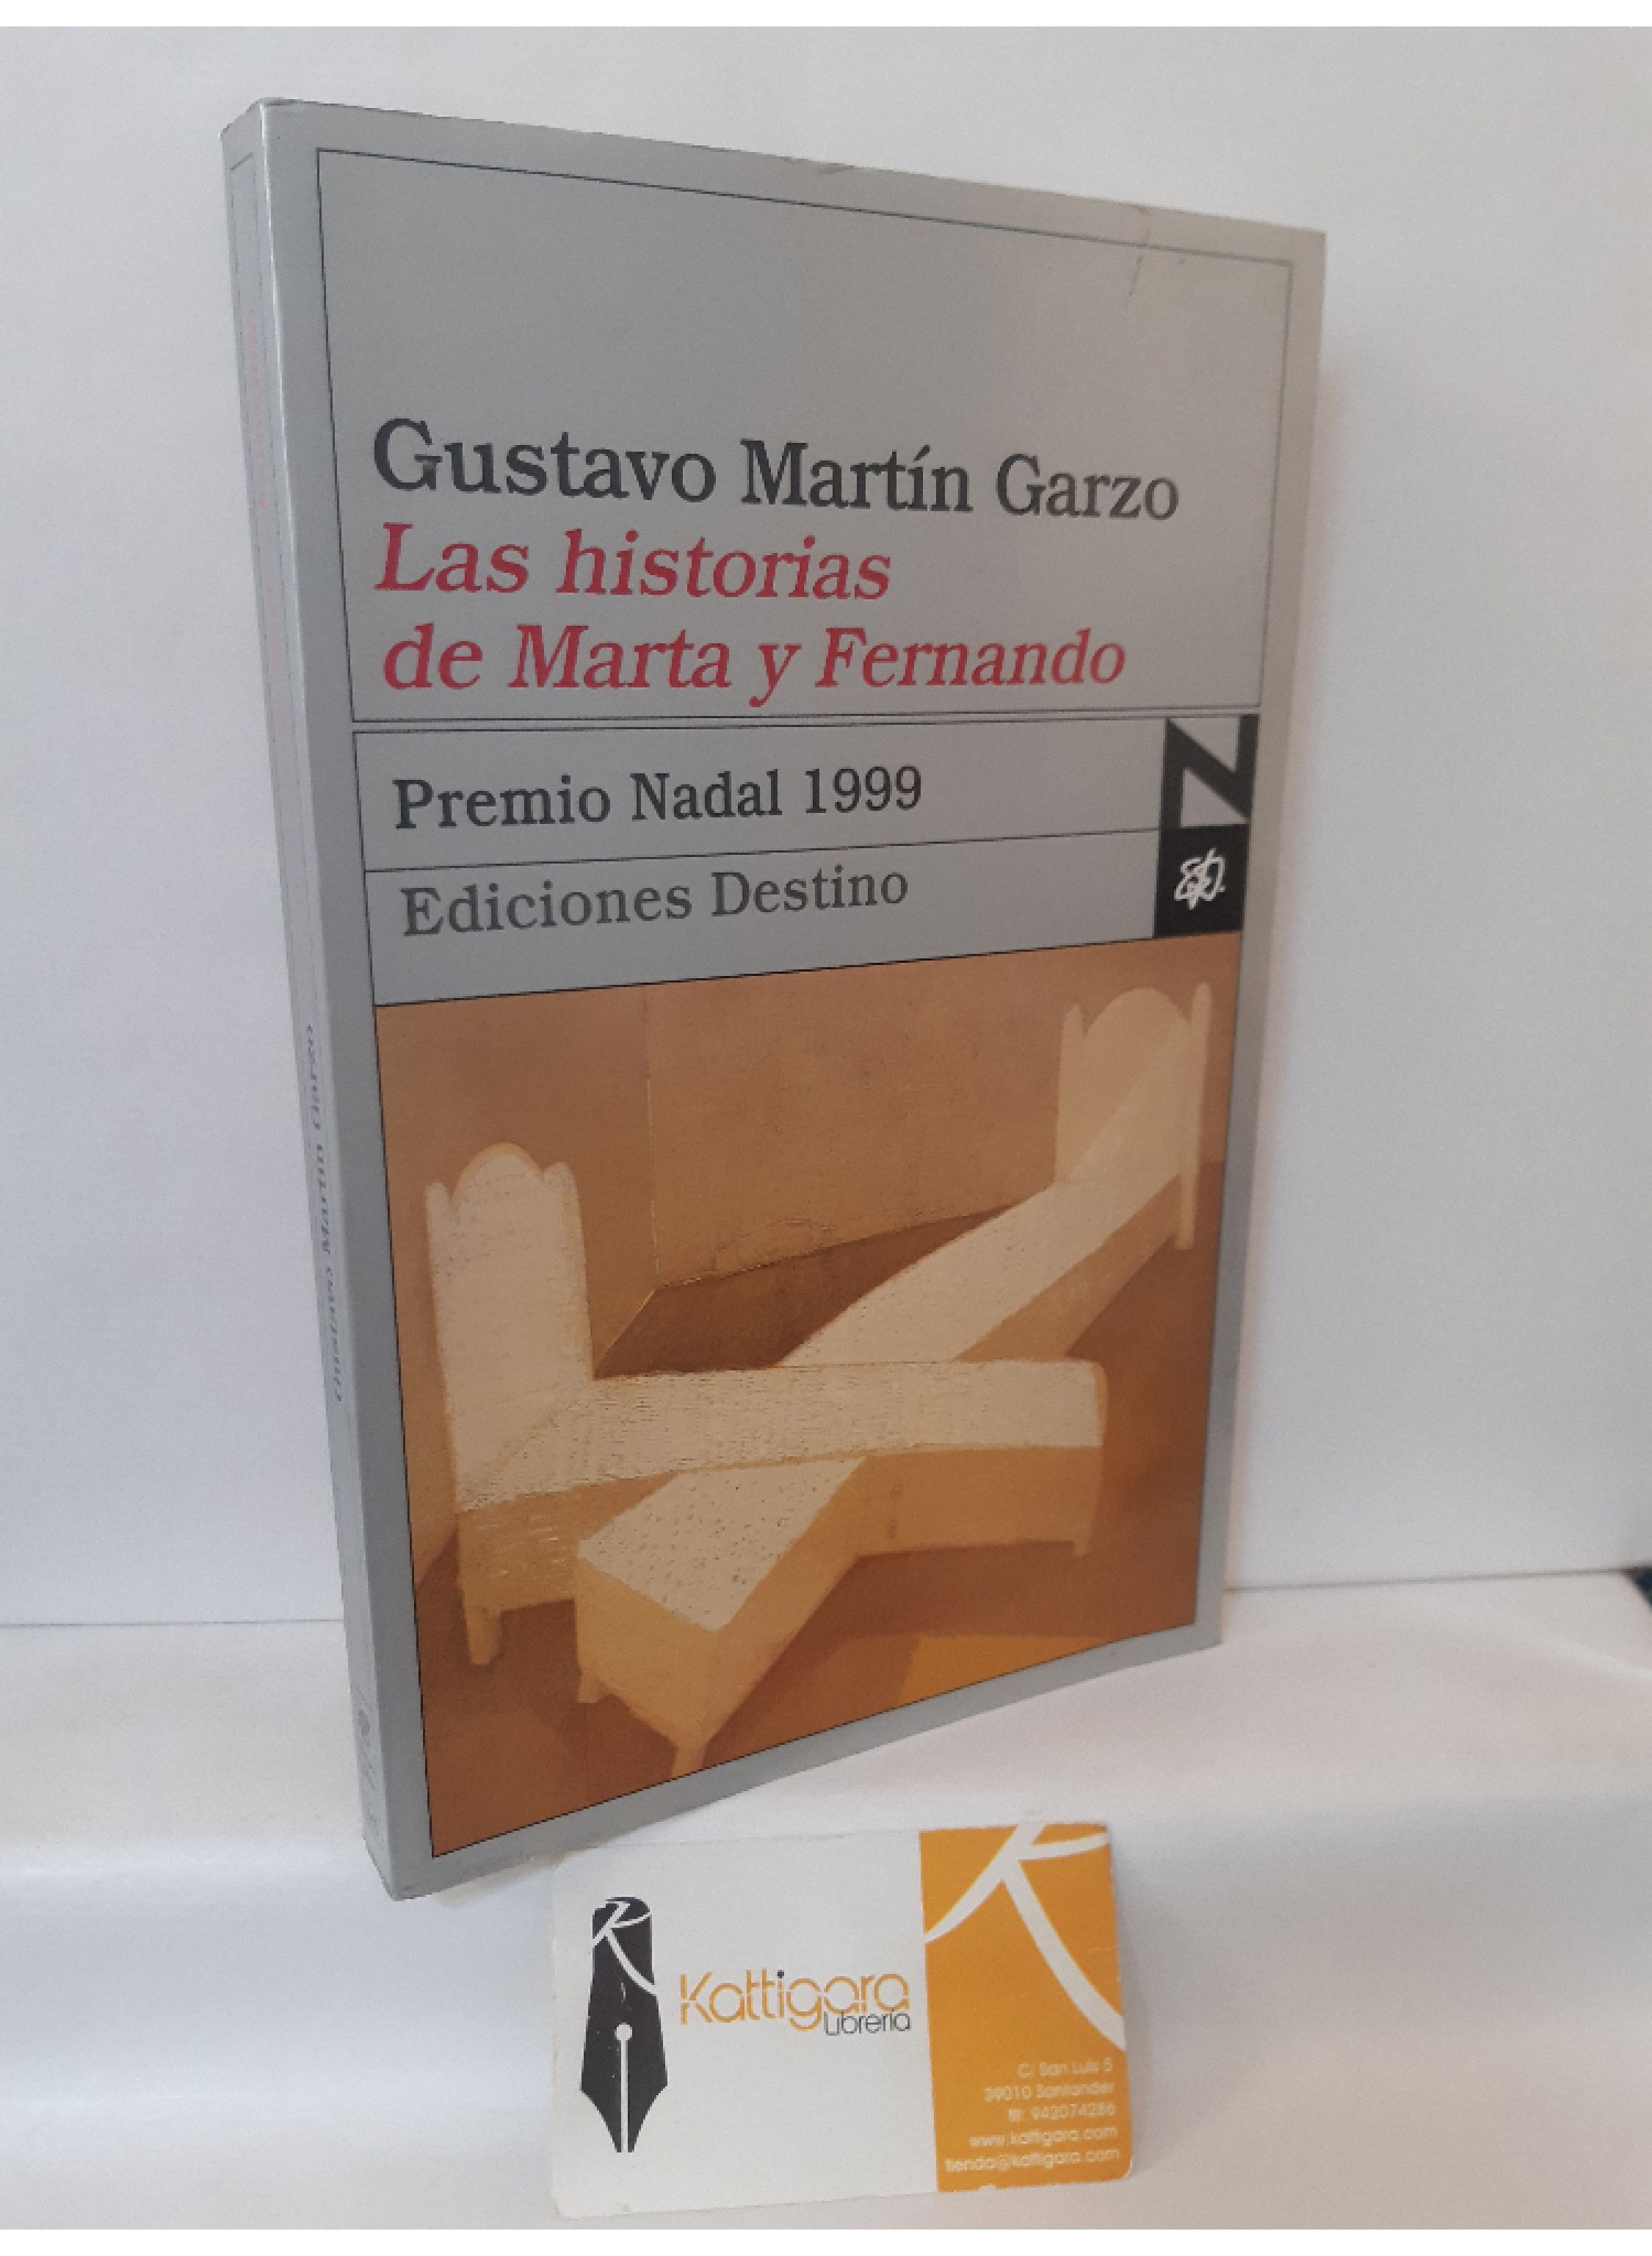 Gustavo Martín Garzo
Las historias
de Marta y Fernando
Premio Nadal 1999
Ediciones Destino
Gustavo Martín Garzo
Kattigara
Librería
C/ San Luis 5
39010 Santander
tlf: 942074286
www.kattigara.com
tienda@kattigara.com